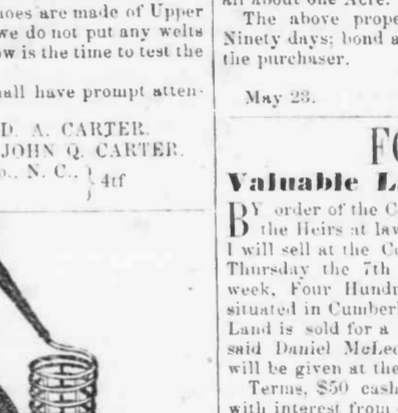 hoes are made of Upper
we do not put any welts
ow is the time to test the
hall have prompt atten-
D. A. CARTER.
JOHN Q. CARTER.
o., N. C., } 4tf
all about one Acre.
The above prope
Ninety days; bond a
the purchaser.
May 23.
FO
Valuable L
BY order of the C
the Heirs at law
I will sell at the Co
Thursday the 7th
week, Four Hundr
situated in Cumberl
Land is sold for a
said Daniel McLeo
will be given at the
Terms, $50 cash
with interest from